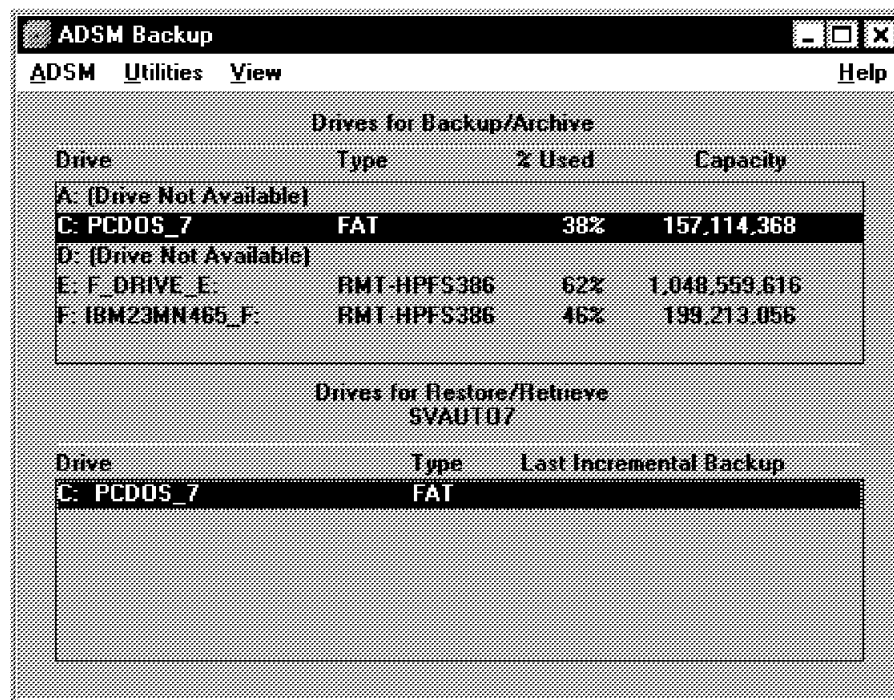 ADSM Backup
ADSM Utilities View Help
Drives for Backup/Archive
Drive Type % Used Capacity
A: (Drive Not Available)
C: PCDOS_7 FAT 38% 157,114,368
D: (Drive Not Available)
E: F_DRIVE_E: RMT-HPFS386 62% 1,048,559,616
F: IBM23MN465_F: RMT-HPFS386 46% 199,213,056
Drives for Restore/Retrieve
SVAUTO7
Drive Type Last Incremental Backup
C: PCDOS_7 FAT